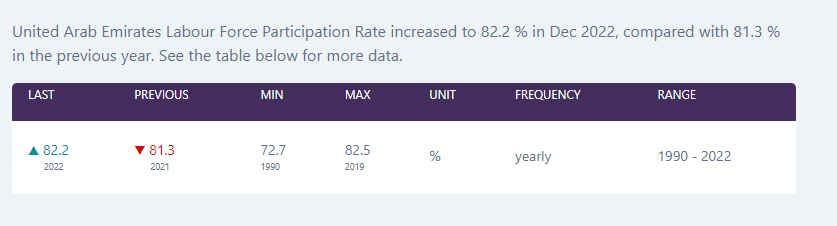 United Arab Emirates Labour Force Participation Rate increased to 82.2 % in Dec 2022, compared with 81.3 %
in the previous year. See the table below for more data.
LAST PREVIOUS MIN MAX UNIT FREQUENCY RANGE
▲ 82.2 ▼ 81.3 72.7 82.5 % yearly 1990 - 2022
2022 2021 1990 2019